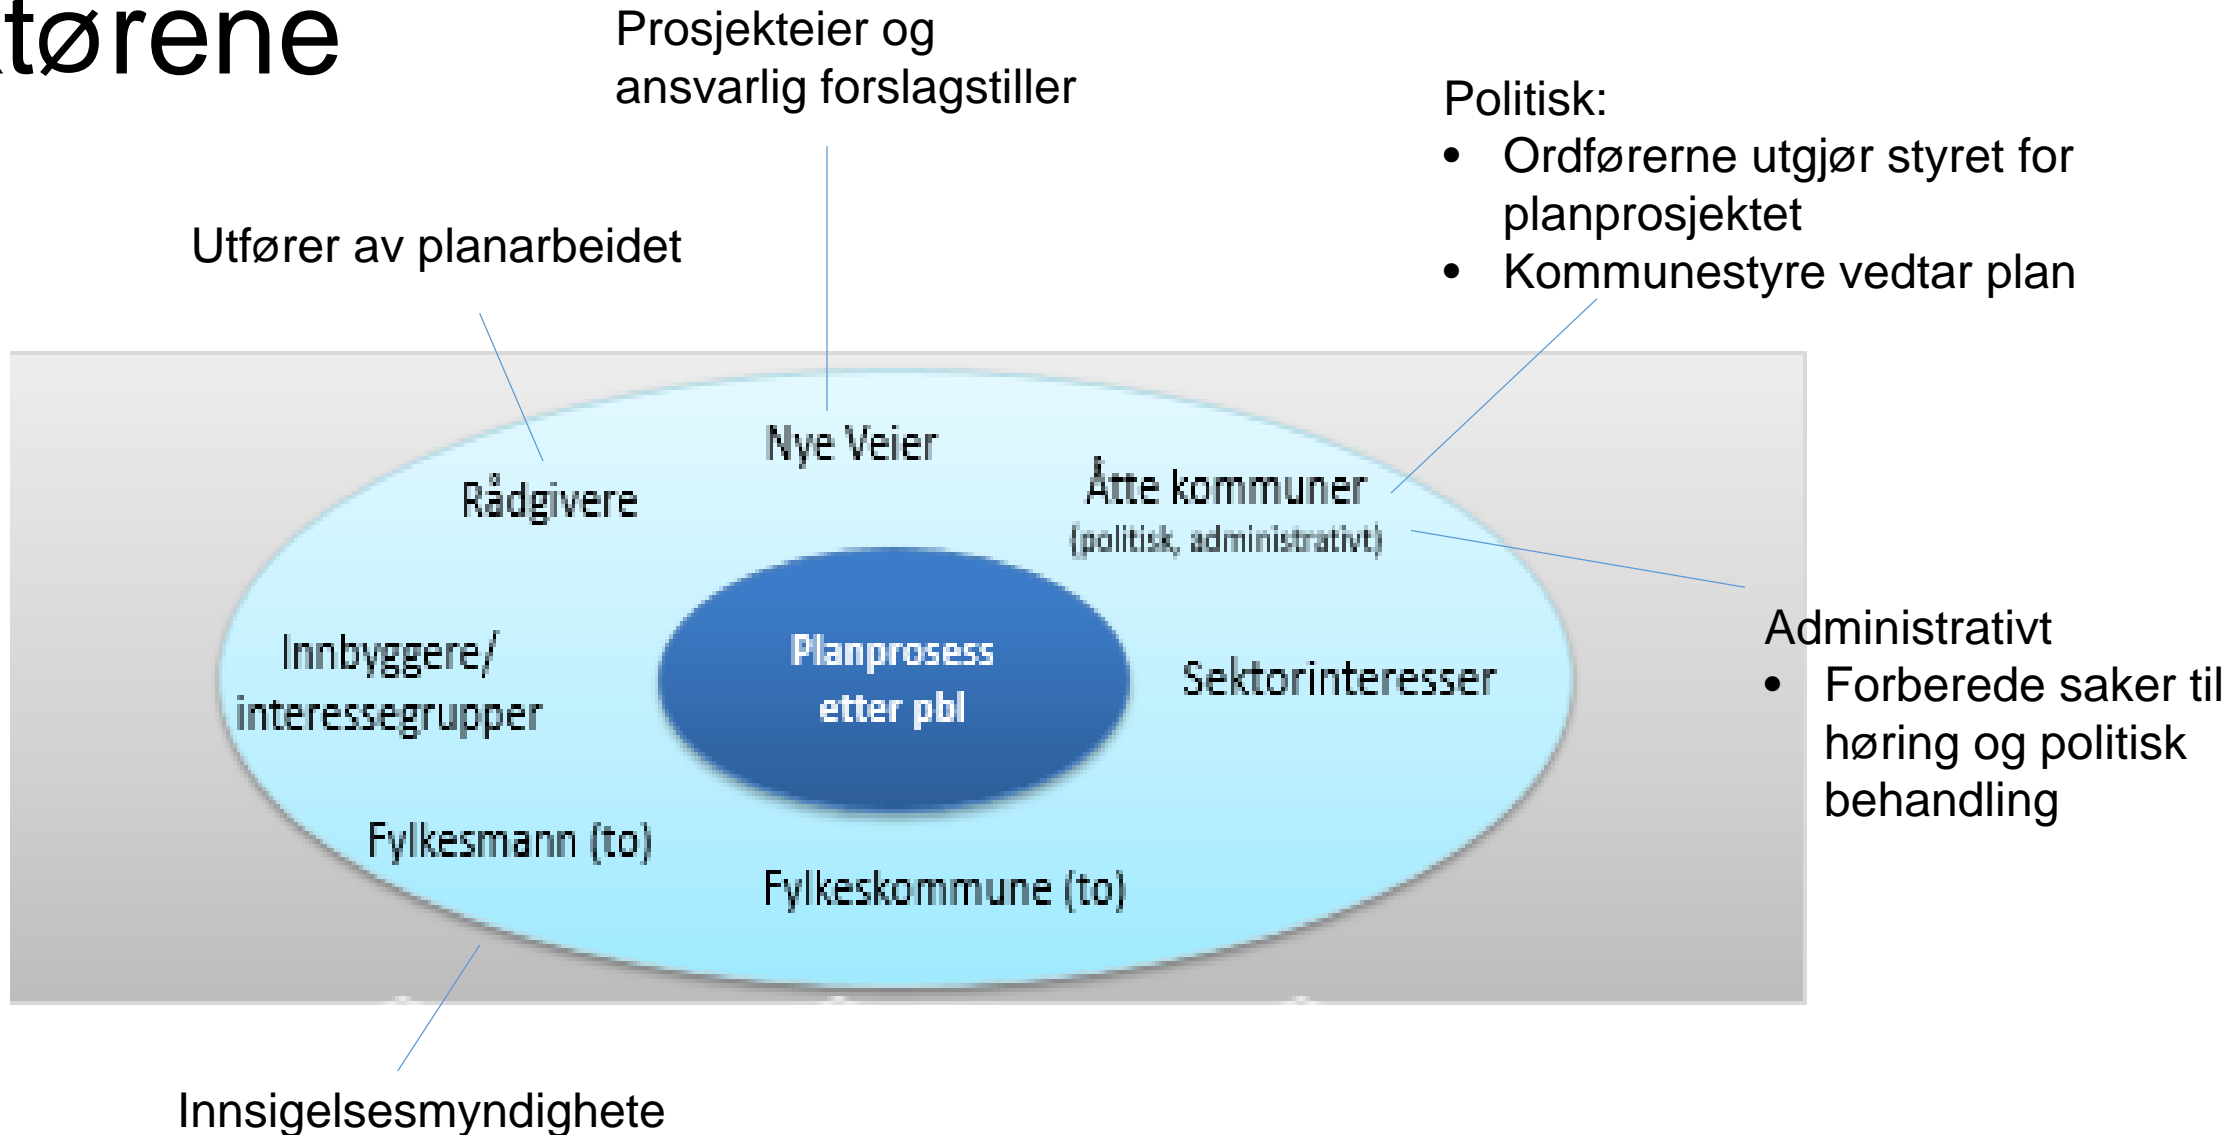 tørene
Prosjekteier og
ansvarlig forslagstiller
Politisk:
• Ordførerne utgjør styret for
planprosjektet
• Kommunestyre vedtar plan
Utfører av planarbeidet
Nye Veier
Rådgivere
Åtte kommuner
(politisk, administrativt)
Innbyggere/
interessegrupper
Planprosess
etter pbl
Sektorinteresser
Administrativt
• Forberede saker til
høring og politisk
behandling
Fylkesmann (to)
Fylkeskommune (to)
Innsigelsesmyndighete